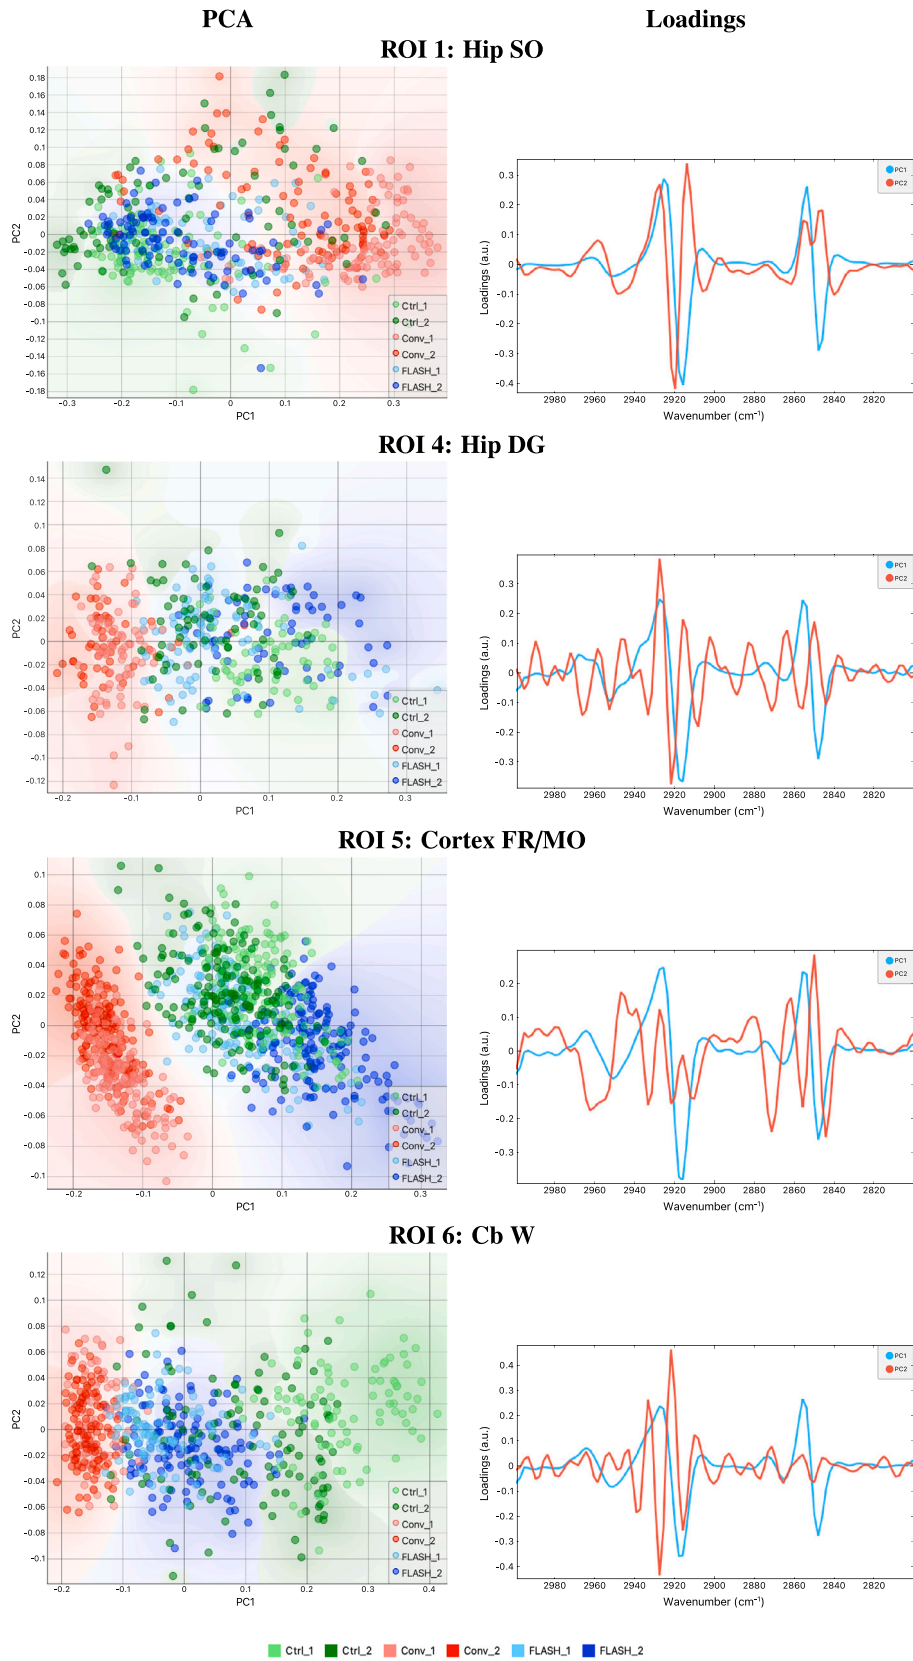 PCA Loadings
ROI 1: Hip SO
0.18
0.16
0.14
0.12
0.1
0.08
0.06
0.04
0.02
0
-0.02
-0.04
-0.06
-0.08
-0.1
-0.12
-0.14
-0.16
-0.18
PC2
-0.3 -0.2 -0.1 0 0.1 0.2 0.3
PC1
Ctrl_1
Ctrl_2
Conv_1
Conv_2
FLASH_1
FLASH_2
0.3
0.2
0.1
0
-0.1
-0.2
-0.3
-0.4
Loadings (a.u.)
2980 2960 2940 2920 2900 2880 2860 2840 2820
Wavenumber (cm⁻¹)
PC1
PC2
ROI 4: Hip DG
0.14
0.12
0.1
0.08
0.06
0.04
0.02
0
-0.02
-0.04
-0.06
-0.08
-0.1
-0.12
PC2
-0.2 -0.1 0 0.1 0.2 0.3
PC1
Ctrl_1
Ctrl_2
Conv_1
Conv_2
FLASH_1
FLASH_2
0.3
0.2
0.1
0
-0.1
-0.2
-0.3
Loadings (a.u.)
2980 2960 2940 2920 2900 2880 2860 2840 2820
Wavenumber (cm⁻¹)
PC1
PC2
ROI 5: Cortex FR/MO
0.1
0.08
0.06
0.04
0.02
0
-0.02
-0.04
-0.06
-0.08
-0.1
PC2
-0.2 -0.1 0 0.1 0.2 0.3
PC1
Ctrl_1
Ctrl_2
Conv_1
Conv_2
FLASH_1
FLASH_2
0.2
0.1
0
-0.1
-0.2
-0.3
Loadings (a.u.)
2980 2960 2940 2920 2900 2880 2860 2840 2820
Wavenumber (cm⁻¹)
PC1
PC2
ROI 6: Cb W
0.12
0.1
0.08
0.06
0.04
0.02
0
-0.02
-0.04
-0.06
-0.08
-0.1
PC2
-0.2 -0.1 0 0.1 0.2 0.3 0.4
PC1
Ctrl_1
Ctrl_2
Conv_1
Conv_2
FLASH_1
FLASH_2
0.4
0.3
0.2
0.1
0
-0.1
-0.2
-0.3
-0.4
Loadings (a.u.)
2980 2960 2940 2920 2900 2880 2860 2840 2820
Wavenumber (cm⁻¹)
PC1
PC2
Ctrl_1 Ctrl_2 Conv_1 Conv_2 FLASH_1 FLASH_2